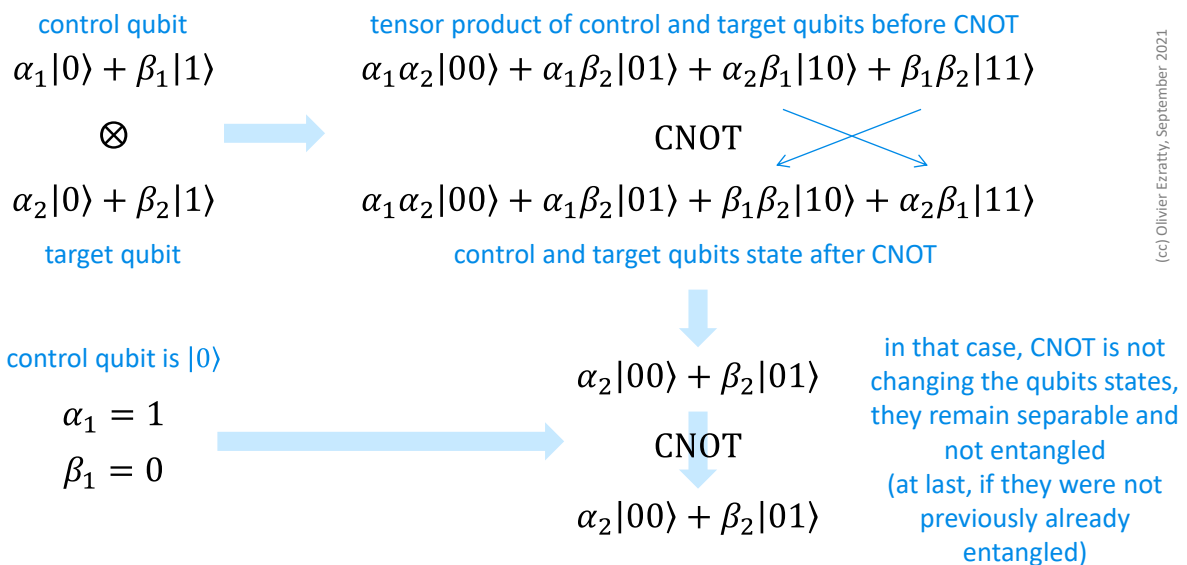 control qubit
α₁|0⟩ + β₁|1⟩
⊗
α₂|0⟩ + β₂|1⟩
target qubit
tensor product of control and target qubits before CNOT
α₁α₂|00⟩ + α₁β₂|01⟩ + α₂β₁|10⟩ + β₁β₂|11⟩
CNOT
α₁α₂|00⟩ + α₁β₂|01⟩ + β₁β₂|10⟩ + α₂β₁|11⟩
control and target qubits state after CNOT
(cc) Olivier Ezratty, September 2021
control qubit is |0⟩
α₁ = 1
β₁ = 0
α₂|00⟩ + β₂|01⟩
CNOT
α₂|00⟩ + β₂|01⟩
in that case, CNOT is not
changing the qubits states,
they remain separable and
not entangled
(at last, if they were not
previously already
entangled)